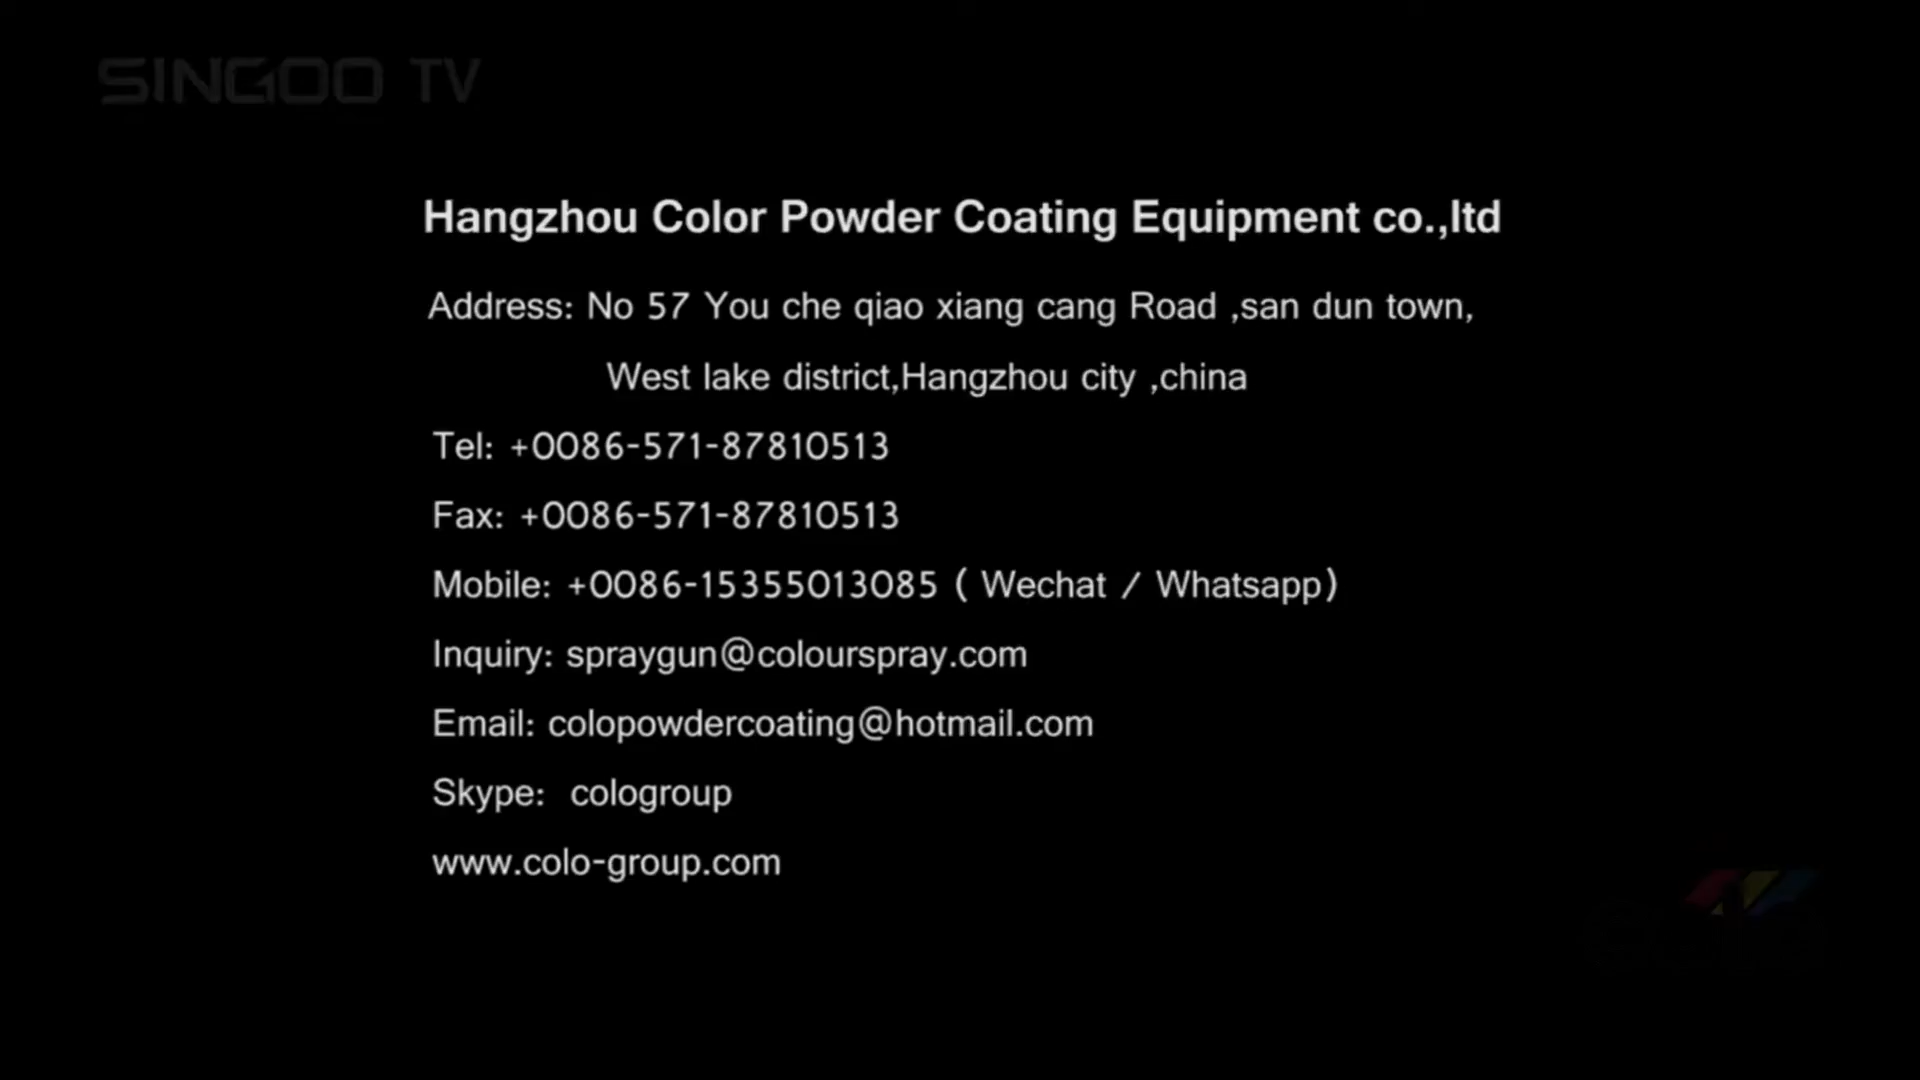 SINGOO TV
Hangzhou Color Powder Coating Equipment co.,ltd
Address: No 57 You che qiao xiang cang Road ,san dun town,
West lake district,Hangzhou city ,china
Tel: +0086-571-87810513
Fax: +0086-571-87810513
Mobile: +0086-15355013085 ( Wechat / Whatsapp)
Inquiry: spraygun@colourspray.com
Email: colopowdercoating@hotmail.com
Skype: cologroup
www.colo-group.com